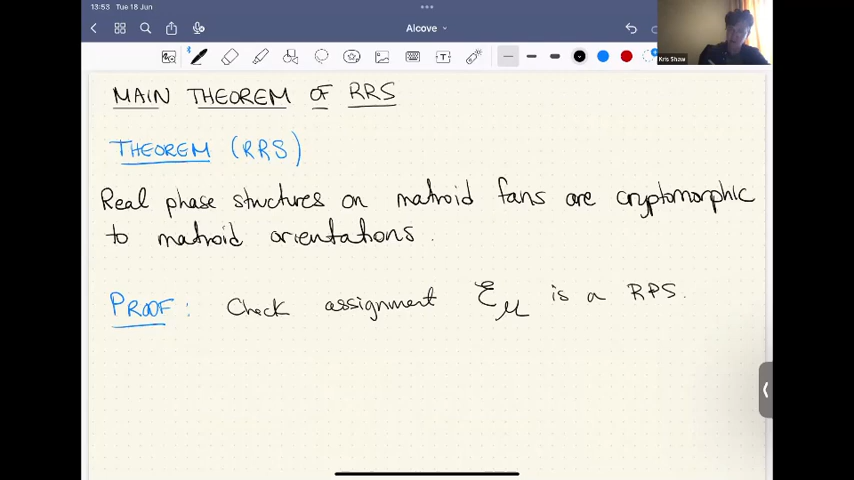 13:53 Tue 18 Jun
Alcove
Kris Shaw
MAIN THEOREM OF RRS
THEOREM (RRS)
Real phase structures on matroid fans are cryptomorphic
to matroid orientations.
PROOF: Check assignment ℰ_μ is a RPS.